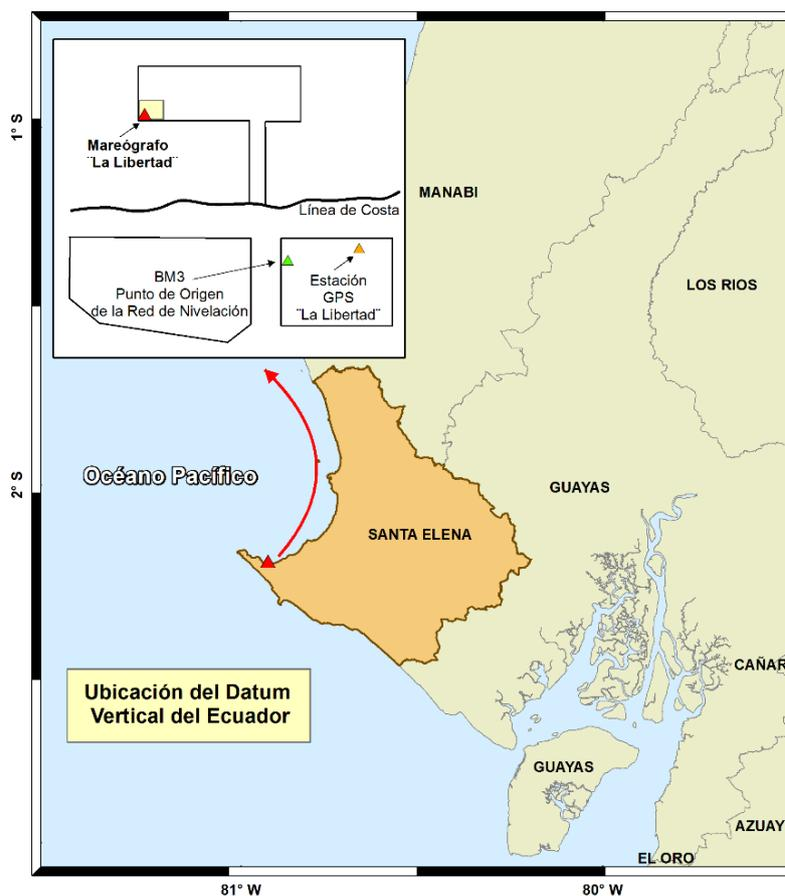 Mareógrafo
¨La Libertad¨
Línea de Costa
BM3
Punto de Origen
de la Red de Nivelación
Estación
GPS
¨La Libertad¨
1° S
MANABI
LOS RIOS
Océano Pacífico
2° S
GUAYAS
SANTA ELENA
CAÑAR
Ubicación del Datum
Vertical del Ecuador
GUAYAS
AZUAY
EL ORO
81° W
80° W